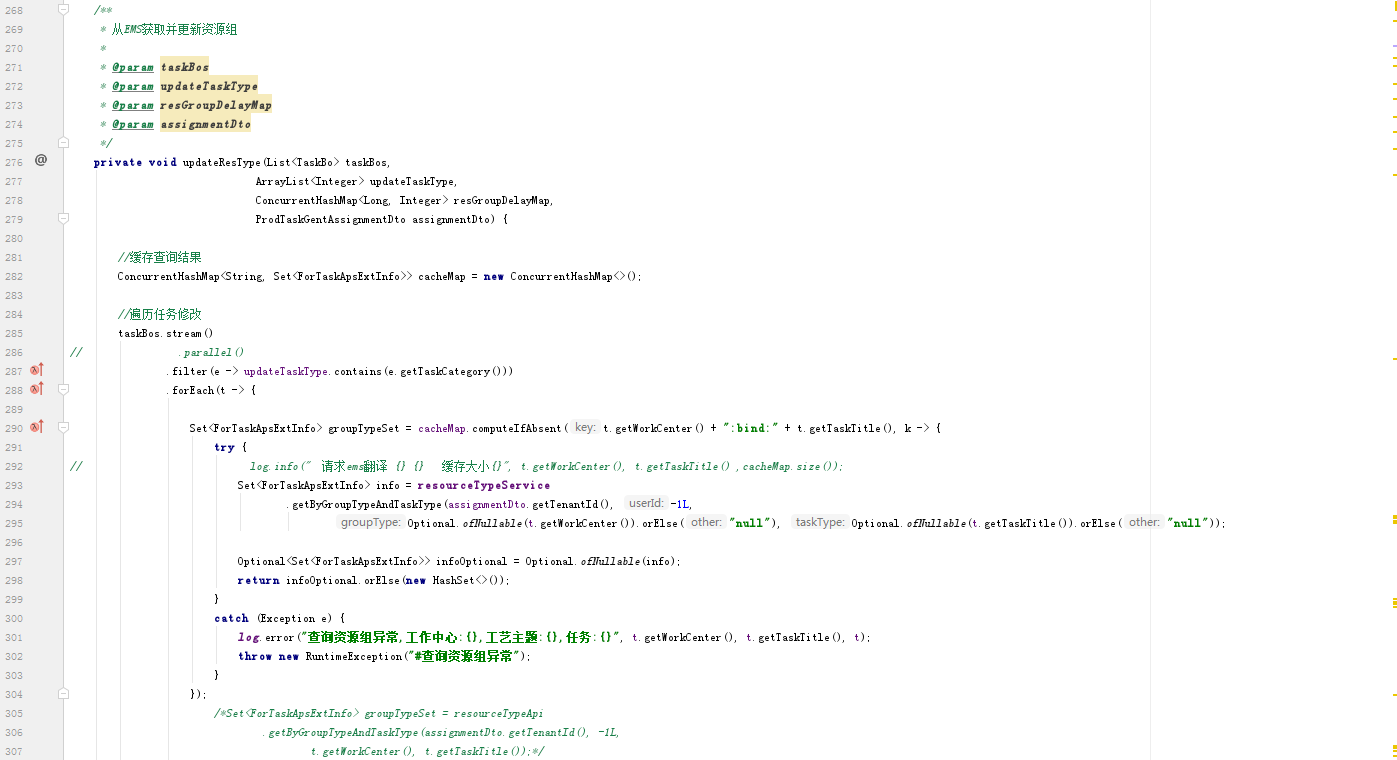 268 /**
269 * 从EMS获取并更新资源组
270 *
271 * @param taskBos
272 * @param updateTaskType
273 * @param resGroupDelayMap
274 * @param assignmentDto
275 */
276 @ private void updateResType(List<TaskBo> taskBos,
277 ArrayList<Integer> updateTaskType,
278 ConcurrentHashMap<Long, Integer> resGroupDelayMap,
279 ProdTaskGentAssignmentDto assignmentDto) {
280
281 //缓存查询结果
282 ConcurrentHashMap<String, Set<ForTaskApsExtInfo>> cacheMap = new ConcurrentHashMap<>();
283
284 //遍历任务修改
285 taskBos.stream()
286 // .parallel()
287 .filter(e -> updateTaskType.contains(e.getTaskCategory()))
288 .forEach(t -> {
289
290 Set<ForTaskApsExtInfo> groupTypeSet = cacheMap.computeIfAbsent( key: t.getWorkCenter() + ":bind:" + t.getTaskTitle(), k -> {
291 try {
292 // log.info(" 请求ems翻译 {} {} 缓存大小{}", t.getWorkCenter(), t.getTaskTitle() ,cacheMap.size());
293 Set<ForTaskApsExtInfo> info = resourceTypeService
294 .getByGroupTypeAndTaskType(assignmentDto.getTenantId(), userId: -1L,
295 groupType: Optional.ofNullable(t.getWorkCenter()).orElse( other: "null"), taskType: Optional.ofNullable(t.getTaskTitle()).orElse( other: "null"));
296
297 Optional<Set<ForTaskApsExtInfo>> infoOptional = Optional.ofNullable(info);
298 return infoOptional.orElse(new HashSet<>());
299 }
300 catch (Exception e) {
301 log.error("查询资源组异常,工作中心:{},工艺主题:{},任务:{}", t.getWorkCenter(), t.getTaskTitle(), t);
302 throw new RuntimeException("#查询资源组异常");
303 }
304 });
305 /*Set<ForTaskApsExtInfo> groupTypeSet = resourceTypeApi
306 .getByGroupTypeAndTaskType(assignmentDto.getTenantId(), -1L,
307 t.getWorkCenter(), t.getTaskTitle());*/